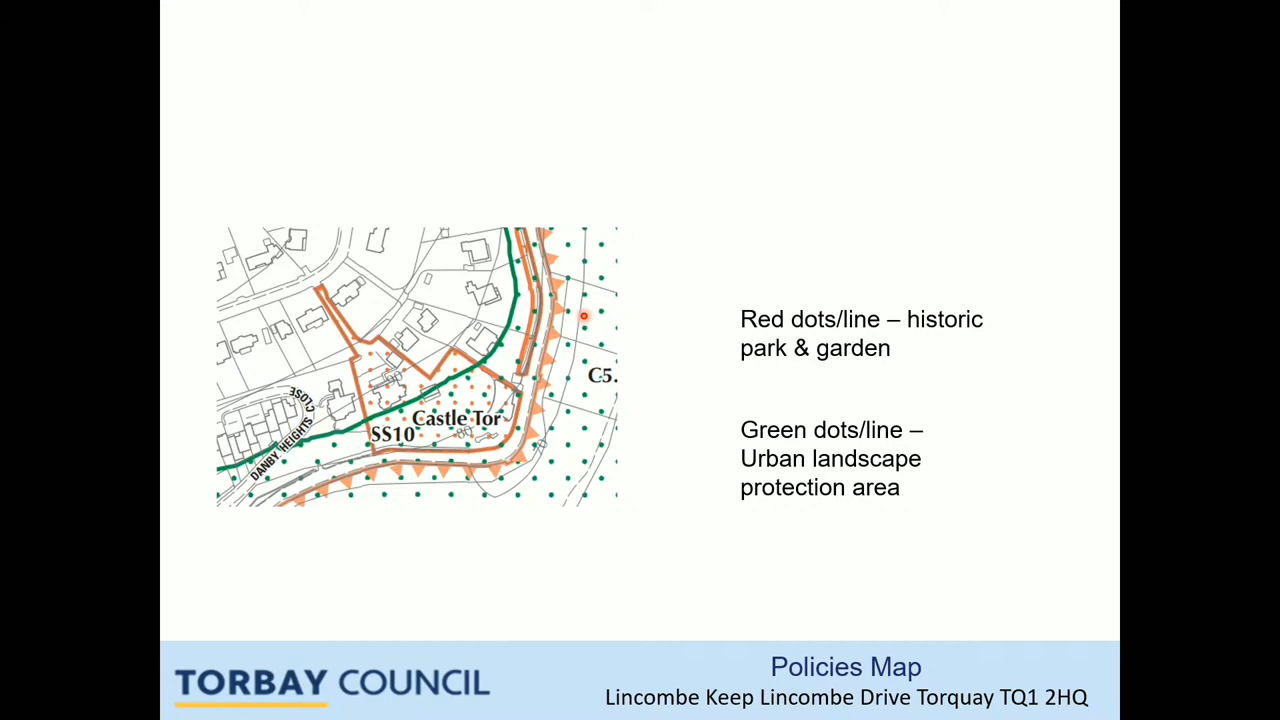 C5.
Castle Tor
SS10
DANBY HEIGHTS
CLOSE
Red dots/line – historic
park & garden
Green dots/line –
Urban landscape
protection area
TORBAY COUNCIL
Policies Map
Lincombe Keep Lincombe Drive Torquay TQ1 2HQ